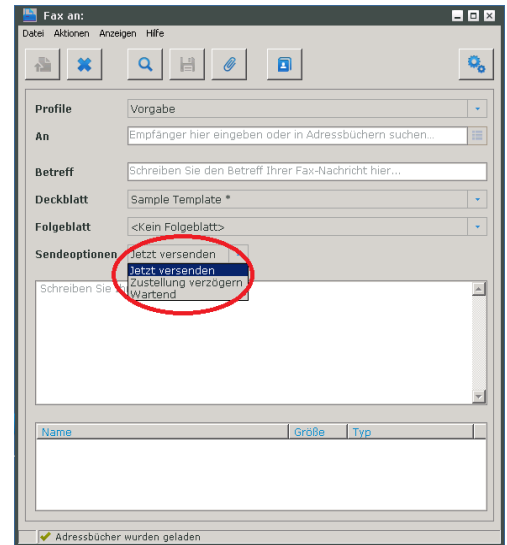 Fax an:
Datei Aktionen Anzeigen Hilfe
Profile Vorgabe
An Empfänger hier eingeben oder in Adressbüchern suchen...
Betreff Schreiben Sie den Betreff Ihrer Fax-Nachricht hier...
Deckblatt Sample Template *
Folgeblatt <Kein Folgeblatt>
Sendeoptionen Jetzt versenden
Jetzt versenden
Zustellung verzögern
Wartend
Schreiben Sie
Name Größe Typ
Adressbücher wurden geladen